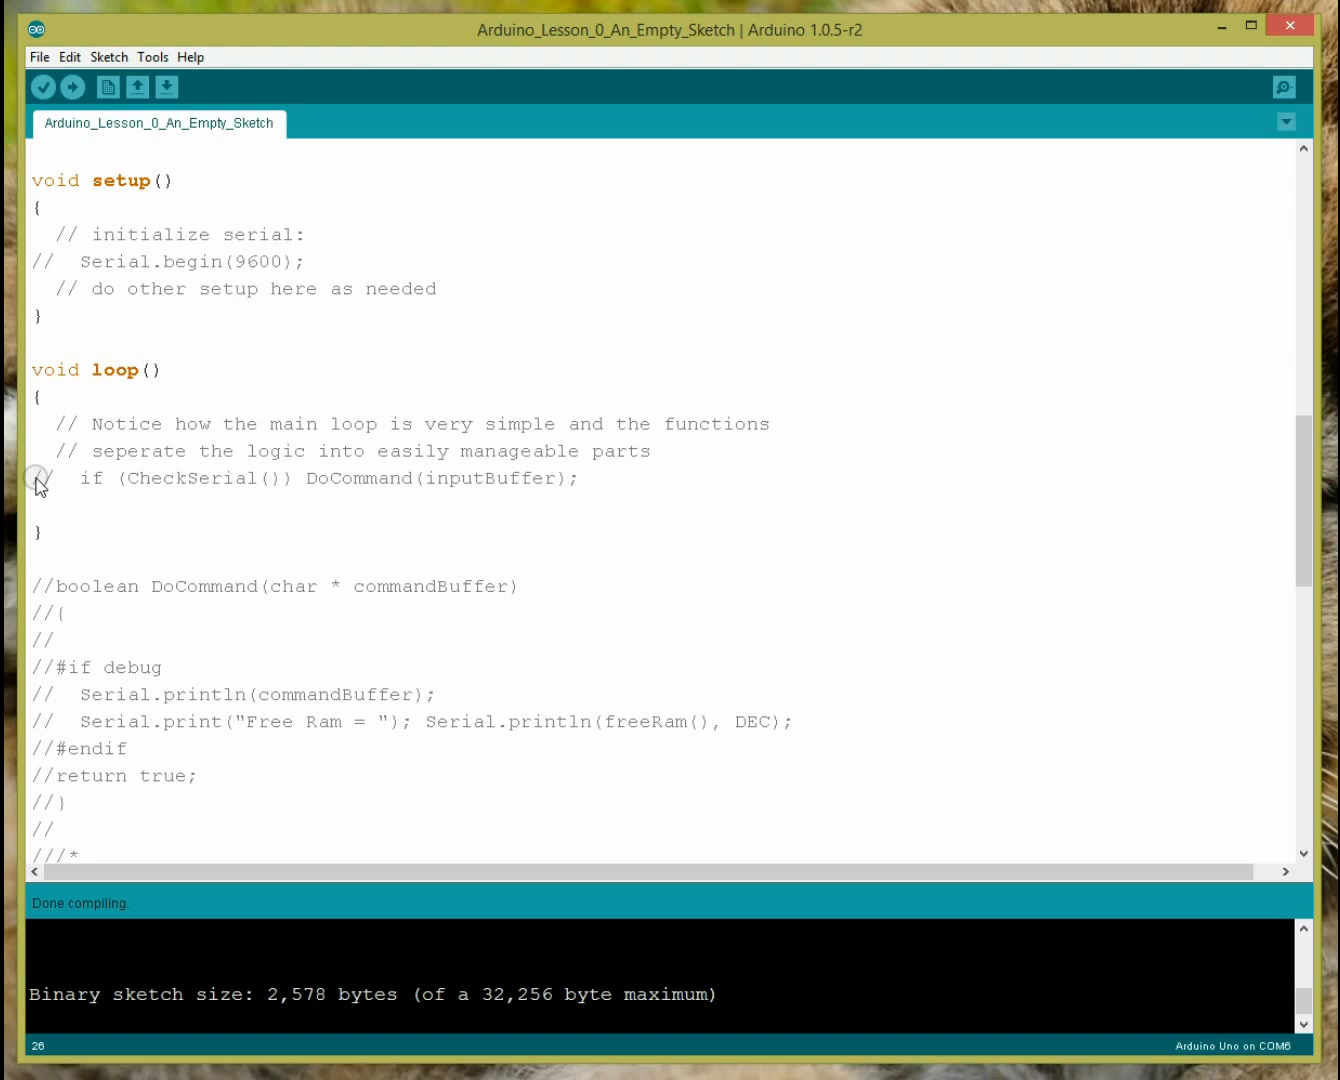 Arduino_Lesson_0_An_Empty_Sketch | Arduino 1.0.5-r2
File Edit Sketch Tools Help
Arduino_Lesson_0_An_Empty_Sketch
void setup()
{
// initialize serial:
// Serial.begin(9600);
// do other setup here as needed
}
void loop()
{
// Notice how the main loop is very simple and the functions
// seperate the logic into easily manageable parts
// if (CheckSerial()) DoCommand(inputBuffer);
}
//boolean DoCommand(char * commandBuffer)
//{
//
//#if debug
// Serial.println(commandBuffer);
// Serial.print("Free Ram = "); Serial.println(freeRam(), DEC);
//#endif
//return true;
//}
//
///*
Done compiling.
Binary sketch size: 2,578 bytes (of a 32,256 byte maximum)
26
Arduino Uno on COM6